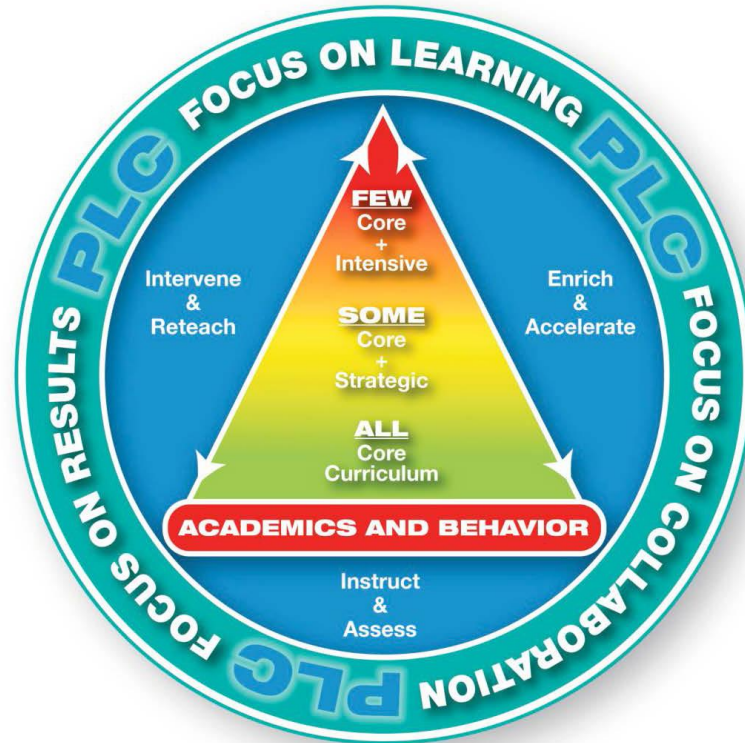 PLC FOCUS ON LEARNING
PLC FOCUS ON COLLABORATION
PLC FOCUS ON RESULTS
FEW
Core
+
Intensive
Intervene
&
Reteach
Enrich
&
Accelerate
SOME
Core
+
Strategic
ALL
Core
Curriculum
ACADEMICS AND BEHAVIOR
Instruct
&
Assess